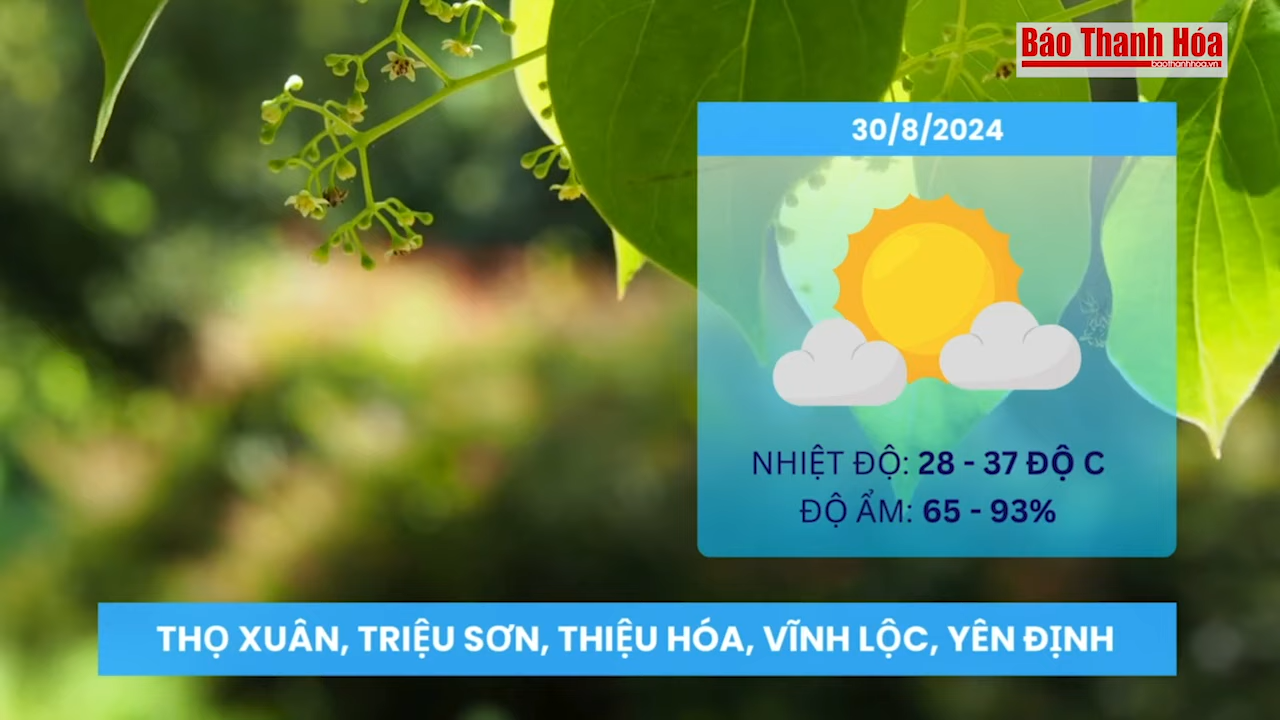 Báo Thanh Hóa
baothanhhoa.vn
30/8/2024
NHIỆT ĐỘ: 28 - 37 ĐỘ C
ĐỘ ẨM: 65 - 93%
THỌ XUÂN, TRIỆU SƠN, THIỆU HÓA, VĨNH LỘC, YÊN ĐỊNH